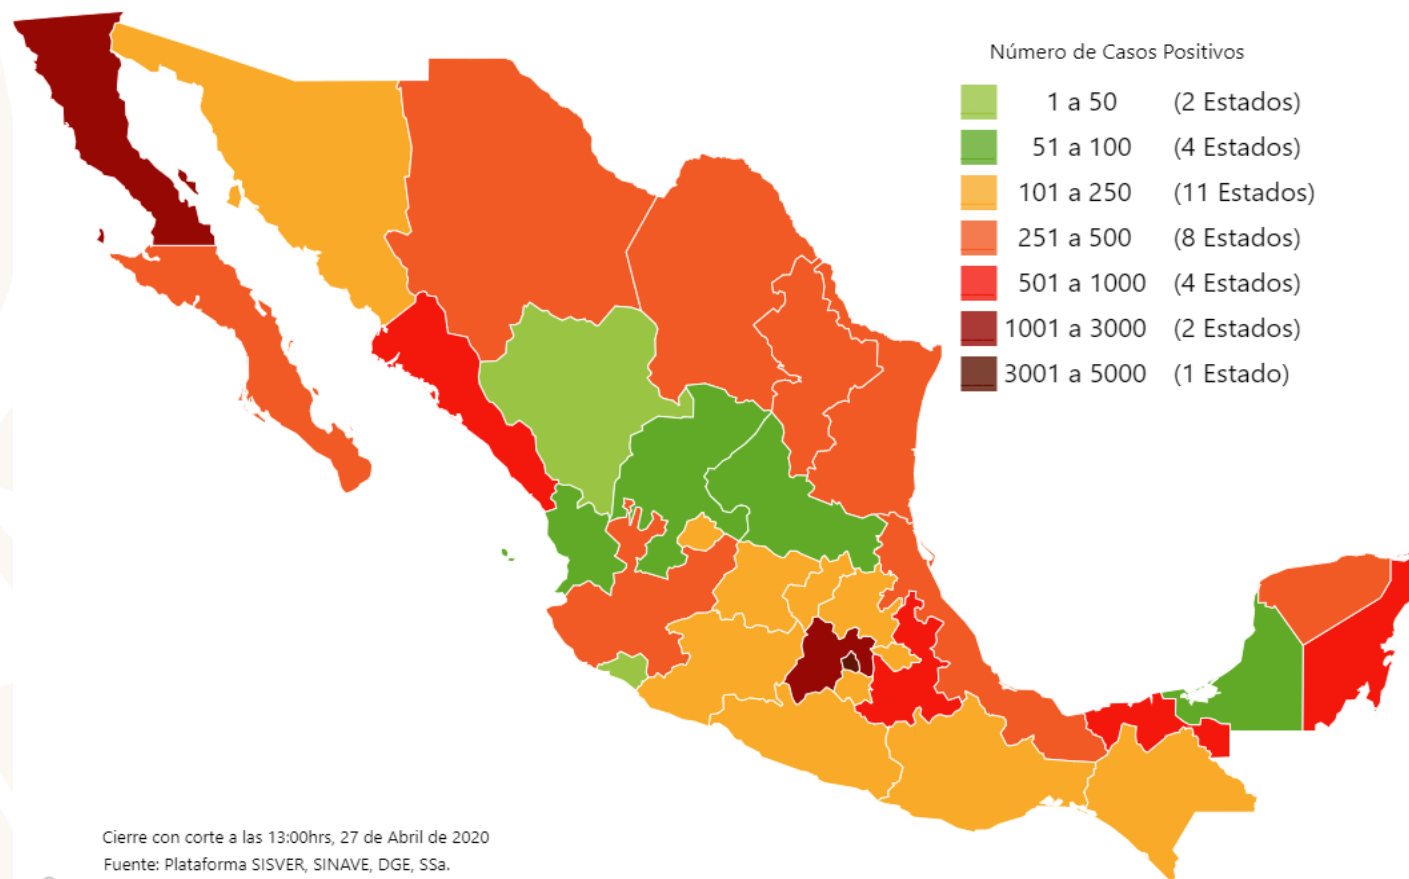 Número de Casos Positivos
1 a 50 (2 Estados)
51 a 100 (4 Estados)
101 a 250 (11 Estados)
251 a 500 (8 Estados)
501 a 1000 (4 Estados)
1001 a 3000 (2 Estados)
3001 a 5000 (1 Estado)
Cierre con corte a las 13:00hrs, 27 de Abril de 2020
Fuente: Plataforma SISVER, SINAVE, DGE, SSa.